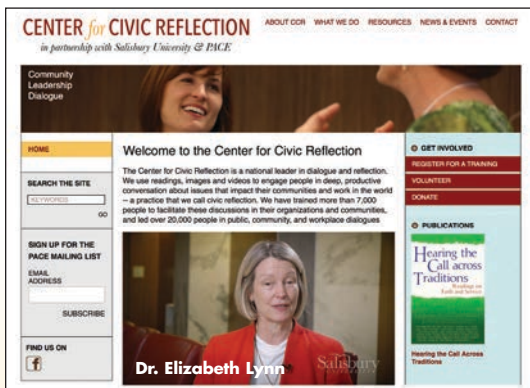 CENTER for CIVIC REFLECTION
in partnership with Salisbury University & PACE
ABOUT CCR WHAT WE DO RESOURCES NEWS & EVENTS CONTACT
Community
Leadership
Dialogue
HOME
SEARCH THE SITE
KEYWORDS
GO
SIGN UP FOR THE
PACE MAILING LIST
EMAIL
ADDRESS
SUBSCRIBE
FIND US ON
f
Welcome to the Center for Civic Reflection
The Center for Civic Reflection is a national leader in dialogue and reflection.
We use readings, images and videos to engage people in deep, productive
conversation about issues that impact their communities and work in the world
– a practice that we call civic reflection. We have trained more than 7,000
people to facilitate these discussions in their organizations and communities,
and led over 20,000 people in public, community, and workplace dialogues
Dr. Elizabeth Lynn
Salisbury
GET INVOLVED
REGISTER FOR A TRAINING
VOLUNTEER
DONATE
PUBLICATIONS
Hearing the
Call across
Traditions
Readings on
Faith and Service
Hearing the Call Across
Traditions